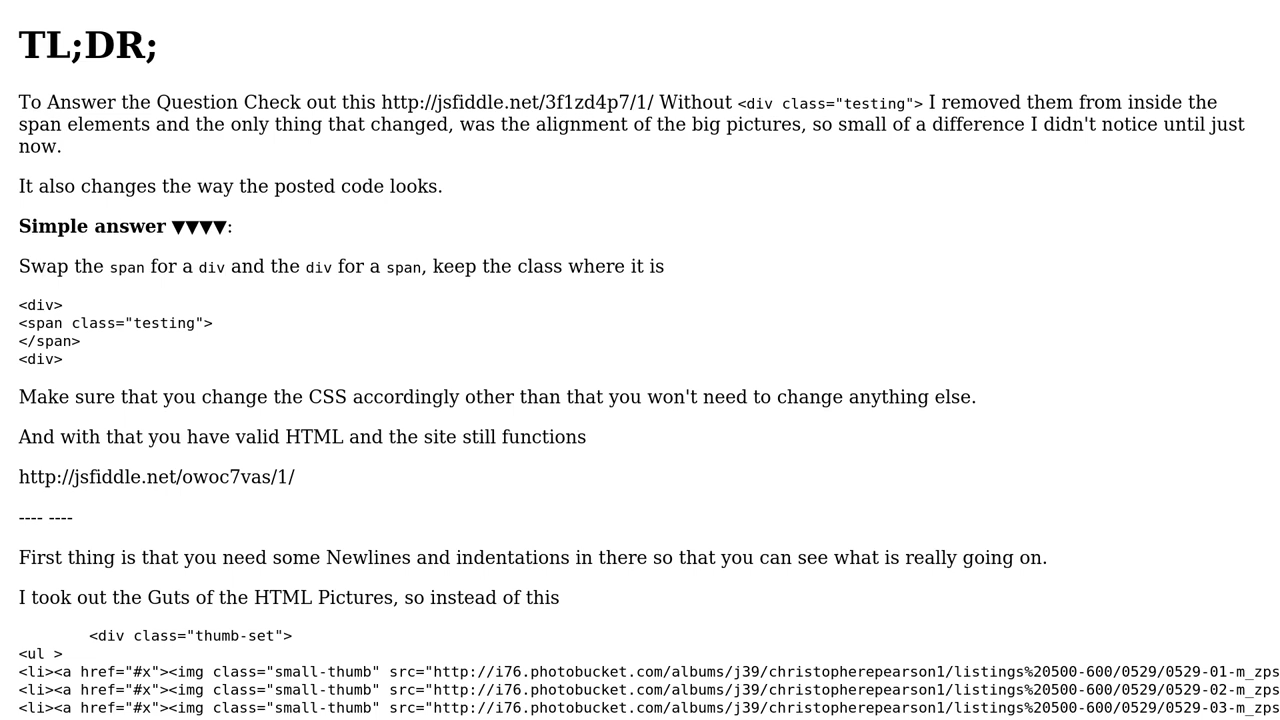 TL;DR;
To Answer the Question Check out this http://jsfiddle.net/3f1zd4p7/1/ Without <div class="testing"> I removed them from inside the
span elements and the only thing that changed, was the alignment of the big pictures, so small of a difference I didn't notice until just
now.
It also changes the way the posted code looks.
Simple answer ▼▼▼▼:
Swap the span for a div and the div for a span, keep the class where it is
<div>
<span class="testing">
</span>
<div>
Make sure that you change the CSS accordingly other than that you won't need to change anything else.
And with that you have valid HTML and the site still functions
http://jsfiddle.net/owoc7vas/1/
---- ----
First thing is that you need some Newlines and indentations in there so that you can see what is really going on.
I took out the Guts of the HTML Pictures, so instead of this
<div class="thumb-set">
<ul >
<li><a href="#x"><img class="small-thumb" src="http://i76.photobucket.com/albums/j39/christopherepearson1/listings%20500-600/0529/0529-01-m_zps
<li><a href="#x"><img class="small-thumb" src="http://i76.photobucket.com/albums/j39/christopherepearson1/listings%20500-600/0529/0529-02-m_zps
<li><a href="#x"><img class="small-thumb" src="http://i76.photobucket.com/albums/j39/christopherepearson1/listings%20500-600/0529/0529-03-m_zps